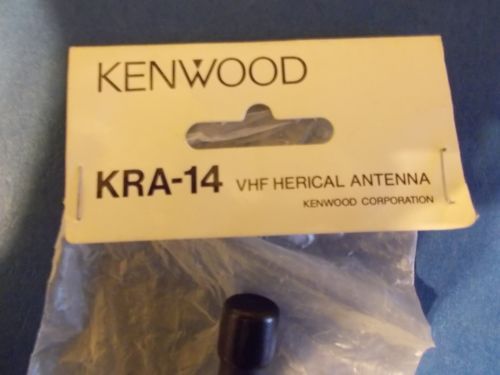 KENWOOD
KRA-14 VHF HERICAL ANTENNA
KENWOOD CORPORATION